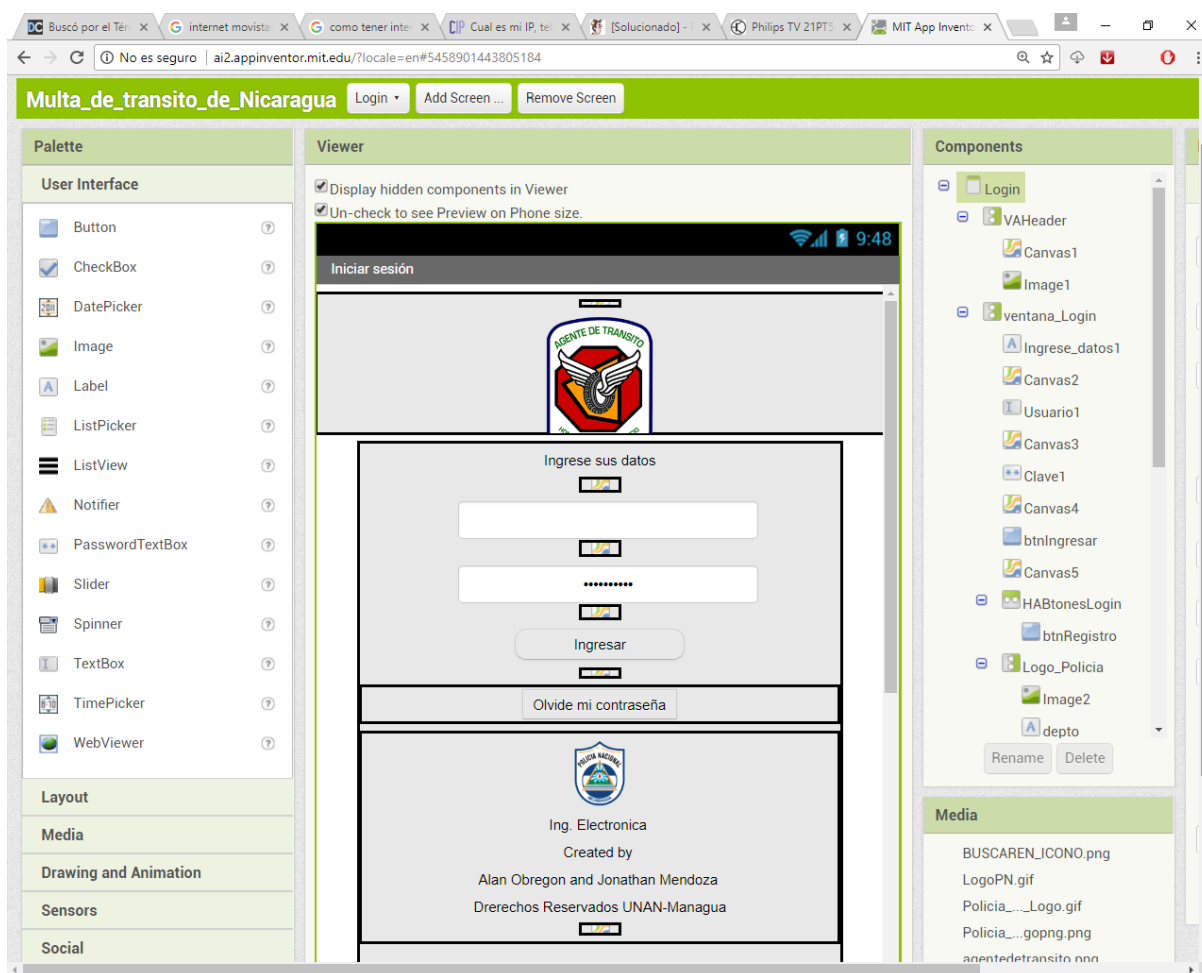 Buscó por el Térn
internet movistar
como tener inter
Cual es mi IP, tel
[Solucionado] -
Philips TV 21PT5
MIT App Invento
No es seguro | ai2.appinventor.mit.edu/?locale=en#5458901443805184
Multa_de_transito_de_Nicaragua Login Add Screen ... Remove Screen
Palette
User Interface
Button
CheckBox
DatePicker
Image
Label
ListPicker
ListView
Notifier
PasswordTextBox
Slider
Spinner
TextBox
TimePicker
WebViewer
Layout
Media
Drawing and Animation
Sensors
Social
Viewer
Display hidden components in Viewer
Un-check to see Preview on Phone size.
9:48
Iniciar sesión
AGENTE DE TRANSITO
Ingrese sus datos
Ingresar
Olvide mi contraseña
POLICIA NACIONAL
Ing. Electronica
Created by
Alan Obregon and Jonathan Mendoza
Drerechos Reservados UNAN-Managua
Components
Login
VAHeader
Canvas1
Image1
ventana_Login
Ingrese_datos1
Canvas2
Usuario1
Canvas3
Clave1
Canvas4
btnIngresar
Canvas5
HABtonesLogin
btnRegistro
Logo_Policia
Image2
depto
Rename Delete
Media
BUSCAREN_ICONO.png
LogoPN.gif
Policia_..._Logo.gif
Policia_...gopng.png
agentedetransito.png